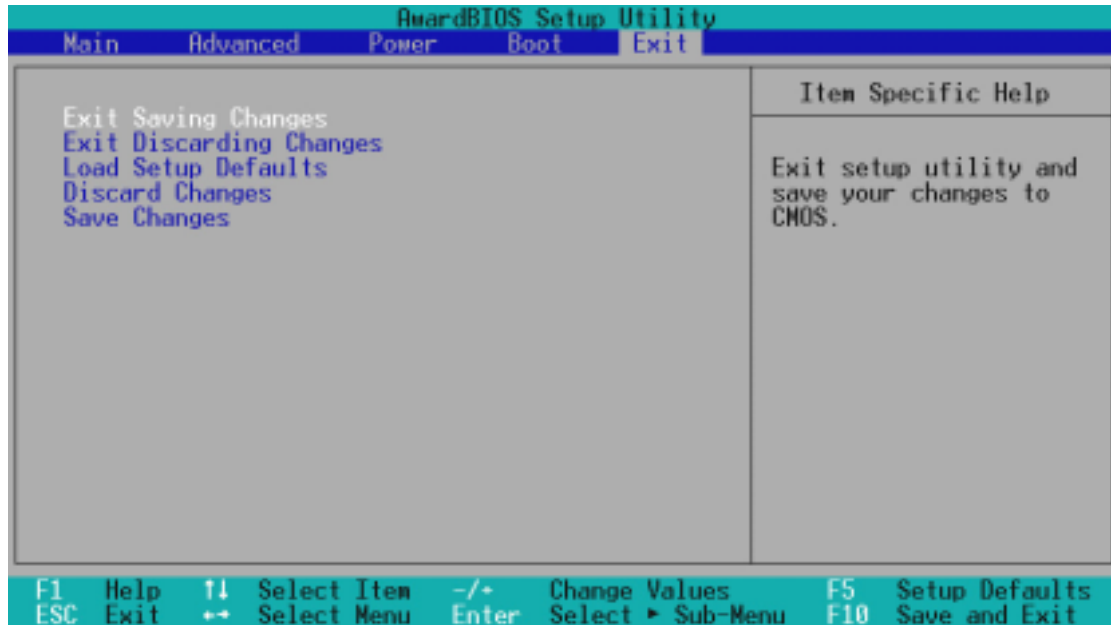 AwardBIOS Setup Utility
Main Advanced Power Boot Exit
Item Specific Help
Exit Saving Changes
Exit Discarding Changes
Load Setup Defaults
Discard Changes
Save Changes
Exit setup utility and
save your changes to
CMOS.
F1 Help ↑↓ Select Item -/+ Change Values F5 Setup Defaults
ESC Exit ←→ Select Menu Enter Select ► Sub-Menu F10 Save and Exit